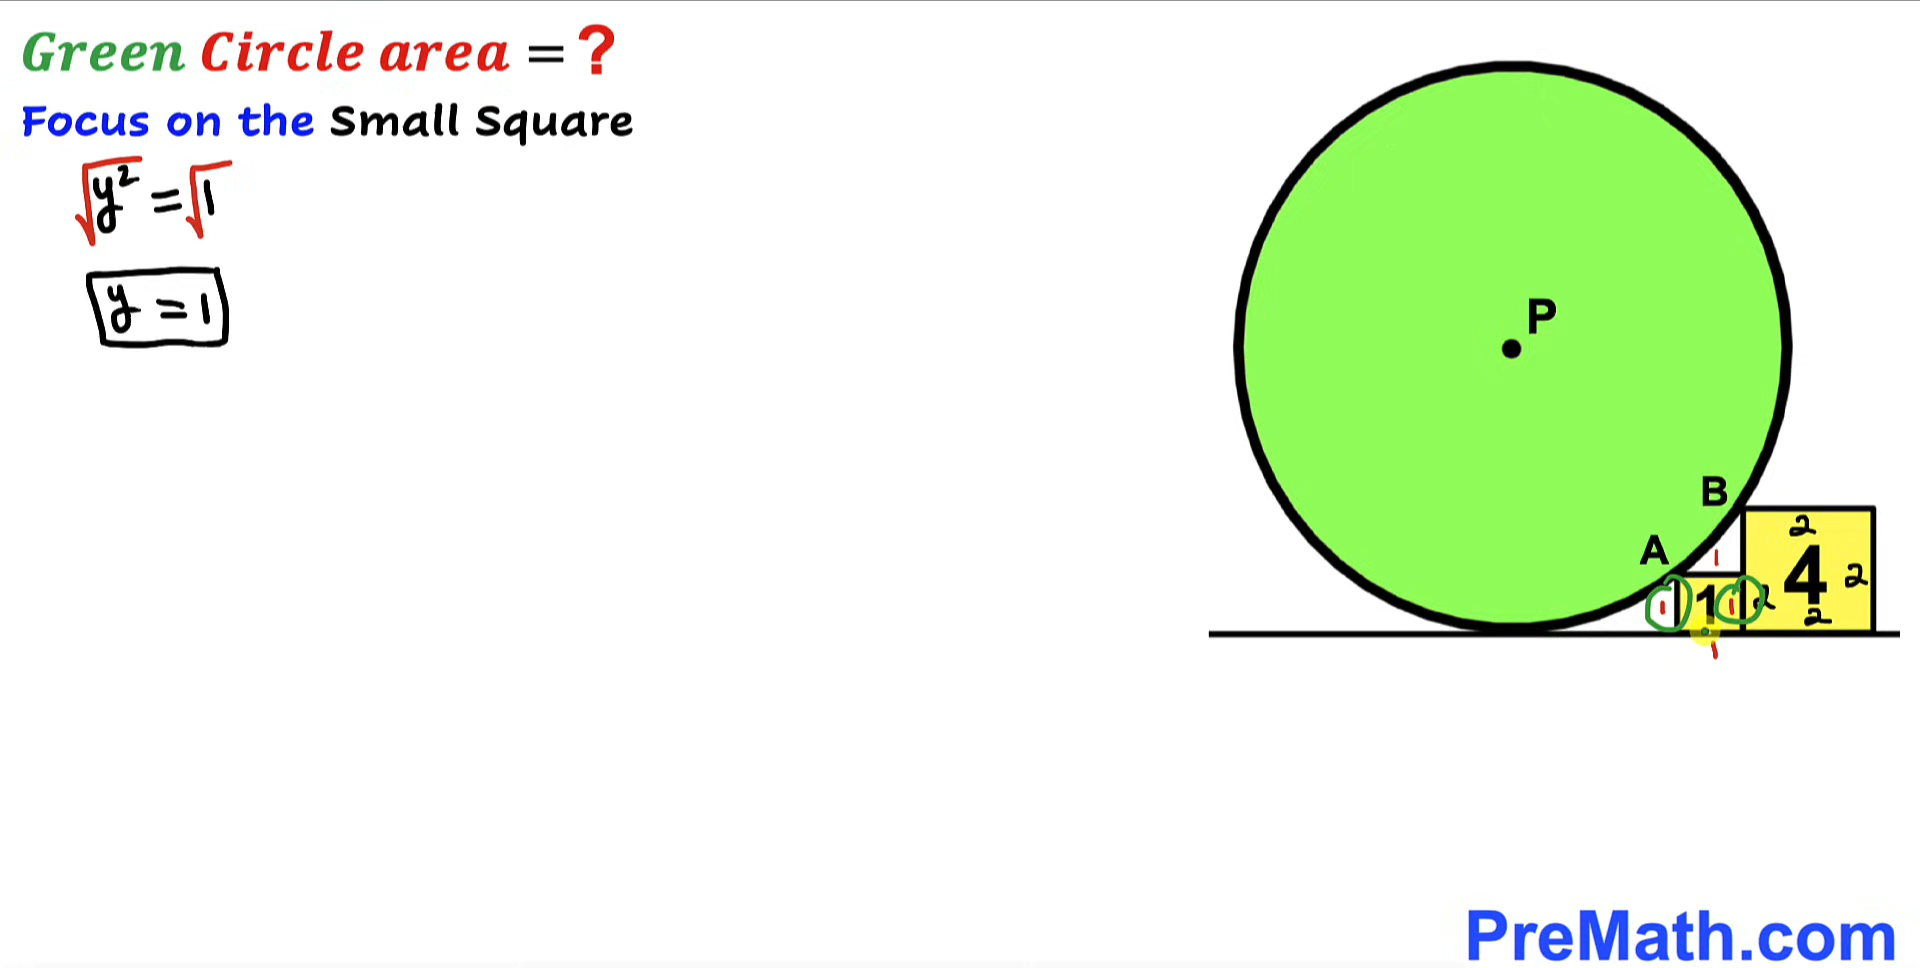 Green Circle area = ?
Focus on the Small Square
√y² = √1
y = 1
P
B
A
2
4 2
2
2
1
1 1 1
1
PreMath.com